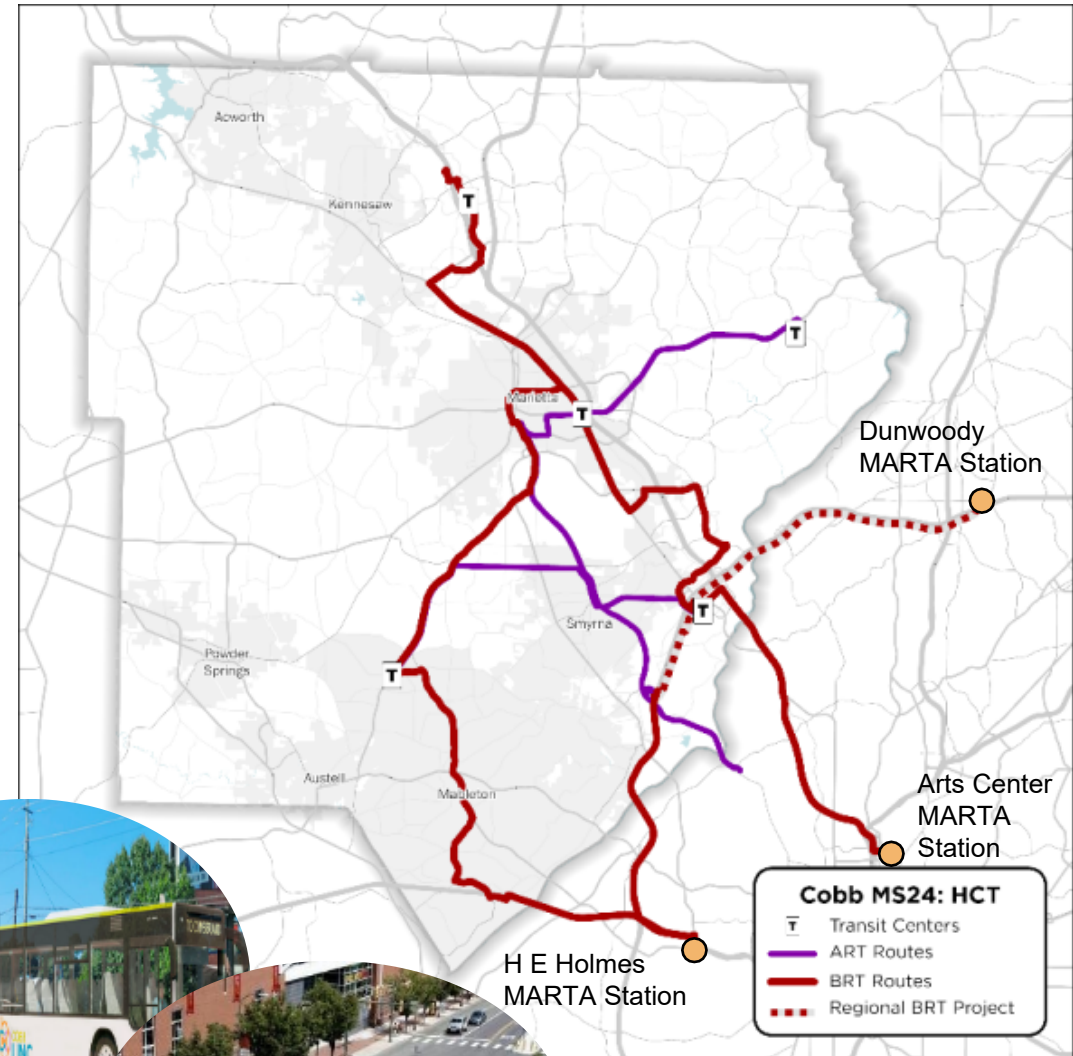 Acworth
Kennesaw
T
T
Marietta
T
Dunwoody
MARTA Station
T
Smyrna
Powder
Springs
T
Austell
Mableton
Arts Center
MARTA
Station
H E Holmes
MARTA Station
Cobb MS24: HCT
T Transit Centers
ART Routes
BRT Routes
Regional BRT Project